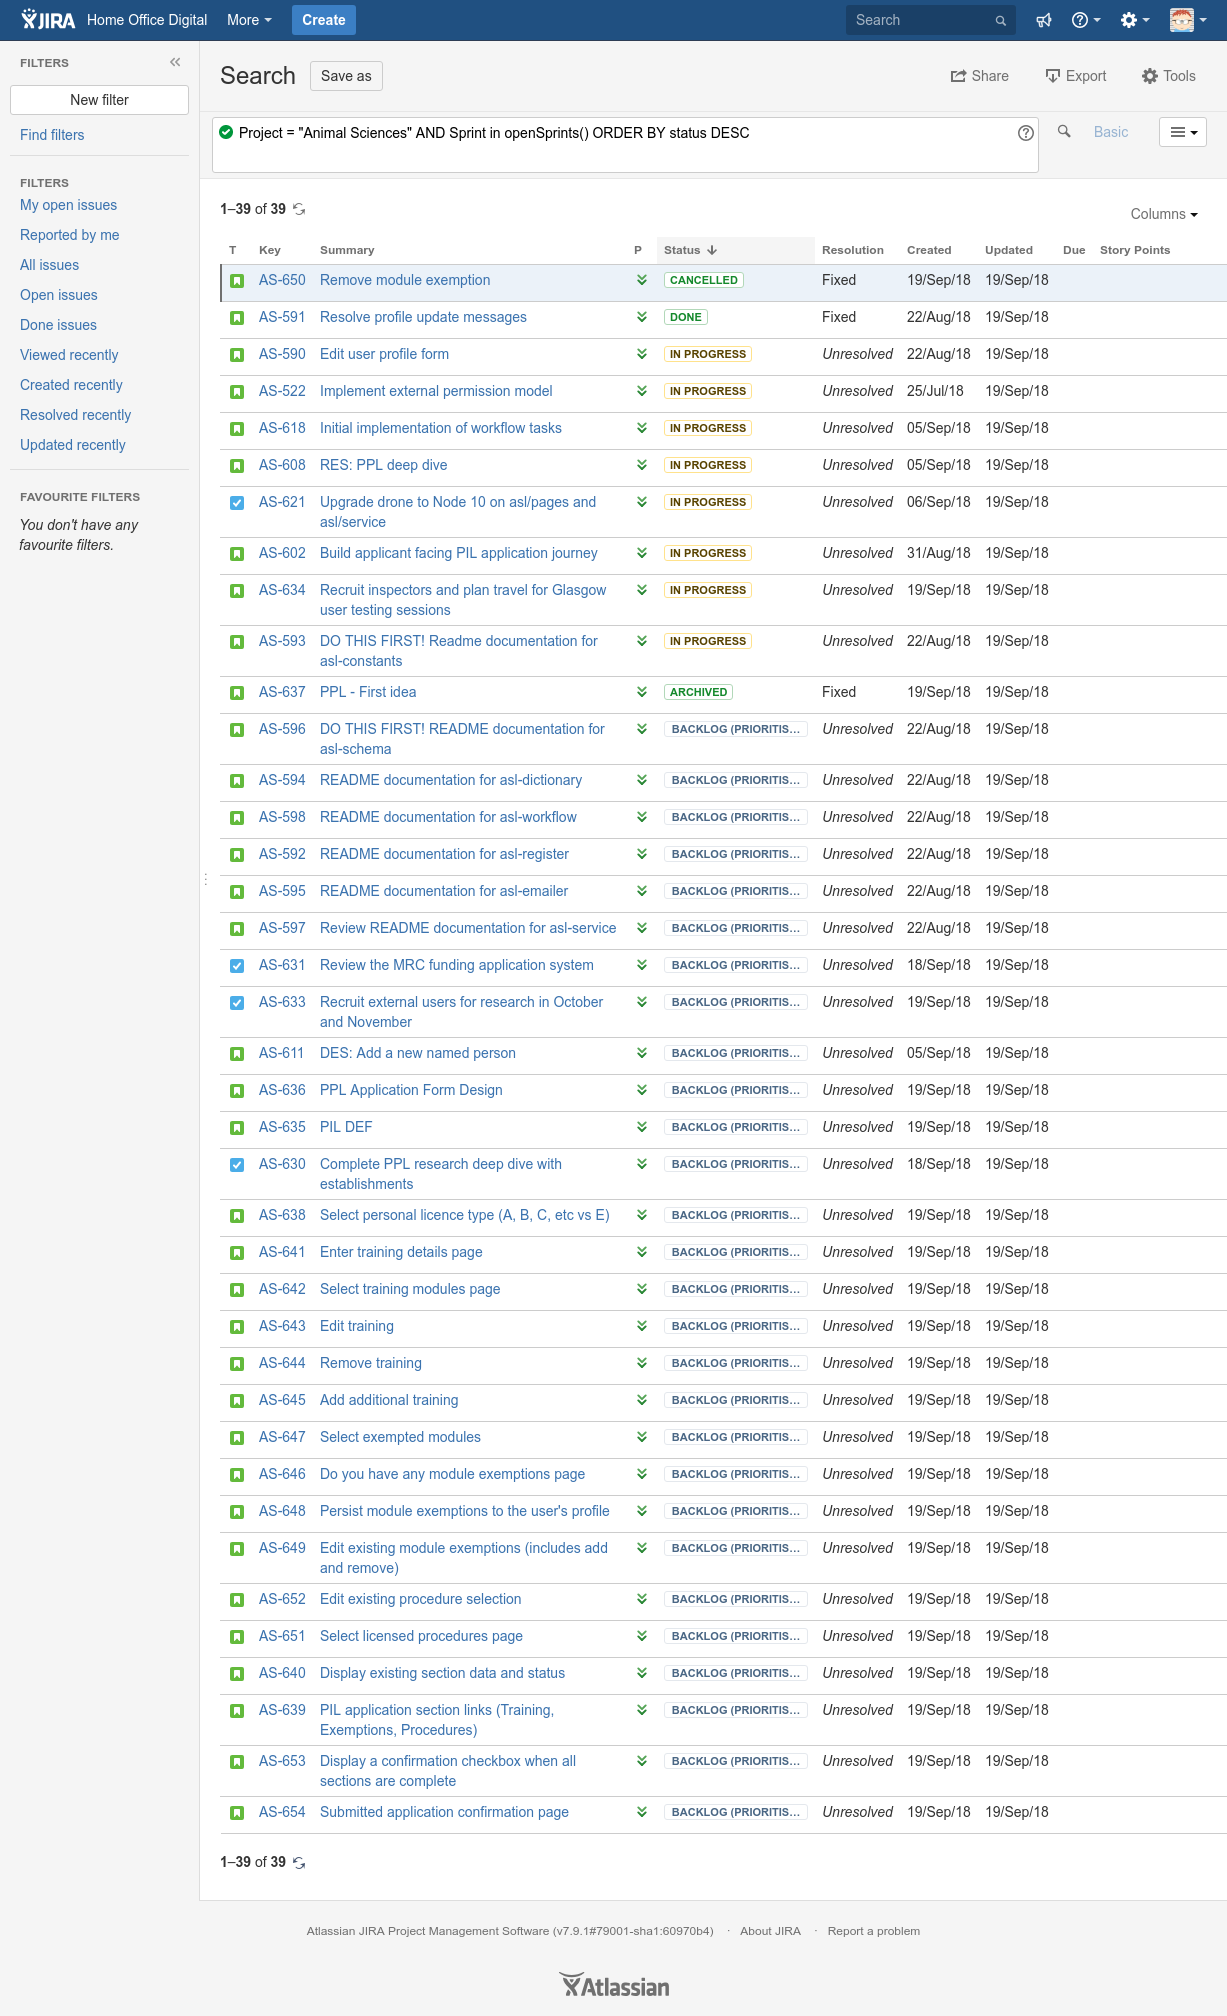 JIRA Home Office Digital More Create Search
FILTERS
New filter
Find filters
FILTERS
My open issues
Reported by me
All issues
Open issues
Done issues
Viewed recently
Created recently
Resolved recently
Updated recently
FAVOURITE FILTERS
You don't have any
favourite filters.
Search Save as Share Export Tools
Project = "Animal Sciences" AND Sprint in openSprints() ORDER BY status DESC Basic
1–39 of 39
Columns
T Key Summary P Status Resolution Created Updated Due Story Points
AS-650 Remove module exemption CANCELLED Fixed 19/Sep/18 19/Sep/18
AS-591 Resolve profile update messages DONE Fixed 22/Aug/18 19/Sep/18
AS-590 Edit user profile form IN PROGRESS Unresolved 22/Aug/18 19/Sep/18
AS-522 Implement external permission model IN PROGRESS Unresolved 25/Jul/18 19/Sep/18
AS-618 Initial implementation of workflow tasks IN PROGRESS Unresolved 05/Sep/18 19/Sep/18
AS-608 RES: PPL deep dive IN PROGRESS Unresolved 05/Sep/18 19/Sep/18
AS-621 Upgrade drone to Node 10 on asl/pages and IN PROGRESS Unresolved 06/Sep/18 19/Sep/18
asl/service
AS-602 Build applicant facing PIL application journey IN PROGRESS Unresolved 31/Aug/18 19/Sep/18
AS-634 Recruit inspectors and plan travel for Glasgow IN PROGRESS Unresolved 19/Sep/18 19/Sep/18
user testing sessions
AS-593 DO THIS FIRST! Readme documentation for IN PROGRESS Unresolved 22/Aug/18 19/Sep/18
asl-constants
AS-637 PPL - First idea ARCHIVED Fixed 19/Sep/18 19/Sep/18
AS-596 DO THIS FIRST! README documentation for BACKLOG (PRIORITIS… Unresolved 22/Aug/18 19/Sep/18
asl-schema
AS-594 README documentation for asl-dictionary BACKLOG (PRIORITIS… Unresolved 22/Aug/18 19/Sep/18
AS-598 README documentation for asl-workflow BACKLOG (PRIORITIS… Unresolved 22/Aug/18 19/Sep/18
AS-592 README documentation for asl-register BACKLOG (PRIORITIS… Unresolved 22/Aug/18 19/Sep/18
AS-595 README documentation for asl-emailer BACKLOG (PRIORITIS… Unresolved 22/Aug/18 19/Sep/18
AS-597 Review README documentation for asl-service BACKLOG (PRIORITIS… Unresolved 22/Aug/18 19/Sep/18
AS-631 Review the MRC funding application system BACKLOG (PRIORITIS… Unresolved 18/Sep/18 19/Sep/18
AS-633 Recruit external users for research in October BACKLOG (PRIORITIS… Unresolved 19/Sep/18 19/Sep/18
and November
AS-611 DES: Add a new named person BACKLOG (PRIORITIS… Unresolved 05/Sep/18 19/Sep/18
AS-636 PPL Application Form Design BACKLOG (PRIORITIS… Unresolved 19/Sep/18 19/Sep/18
AS-635 PIL DEF BACKLOG (PRIORITIS… Unresolved 19/Sep/18 19/Sep/18
AS-630 Complete PPL research deep dive with BACKLOG (PRIORITIS… Unresolved 18/Sep/18 19/Sep/18
establishments
AS-638 Select personal licence type (A, B, C, etc vs E) BACKLOG (PRIORITIS… Unresolved 19/Sep/18 19/Sep/18
AS-641 Enter training details page BACKLOG (PRIORITIS… Unresolved 19/Sep/18 19/Sep/18
AS-642 Select training modules page BACKLOG (PRIORITIS… Unresolved 19/Sep/18 19/Sep/18
AS-643 Edit training BACKLOG (PRIORITIS… Unresolved 19/Sep/18 19/Sep/18
AS-644 Remove training BACKLOG (PRIORITIS… Unresolved 19/Sep/18 19/Sep/18
AS-645 Add additional training BACKLOG (PRIORITIS… Unresolved 19/Sep/18 19/Sep/18
AS-647 Select exempted modules BACKLOG (PRIORITIS… Unresolved 19/Sep/18 19/Sep/18
AS-646 Do you have any module exemptions page BACKLOG (PRIORITIS… Unresolved 19/Sep/18 19/Sep/18
AS-648 Persist module exemptions to the user's profile BACKLOG (PRIORITIS… Unresolved 19/Sep/18 19/Sep/18
AS-649 Edit existing module exemptions (includes add BACKLOG (PRIORITIS… Unresolved 19/Sep/18 19/Sep/18
and remove)
AS-652 Edit existing procedure selection BACKLOG (PRIORITIS… Unresolved 19/Sep/18 19/Sep/18
AS-651 Select licensed procedures page BACKLOG (PRIORITIS… Unresolved 19/Sep/18 19/Sep/18
AS-640 Display existing section data and status BACKLOG (PRIORITIS… Unresolved 19/Sep/18 19/Sep/18
AS-639 PIL application section links (Training, BACKLOG (PRIORITIS… Unresolved 19/Sep/18 19/Sep/18
Exemptions, Procedures)
AS-653 Display a confirmation checkbox when all BACKLOG (PRIORITIS… Unresolved 19/Sep/18 19/Sep/18
sections are complete
AS-654 Submitted application confirmation page BACKLOG (PRIORITIS… Unresolved 19/Sep/18 19/Sep/18
1–39 of 39
Atlassian JIRA Project Management Software (v7.9.1#79001-sha1:60970b4) · About JIRA · Report a problem
Atlassian